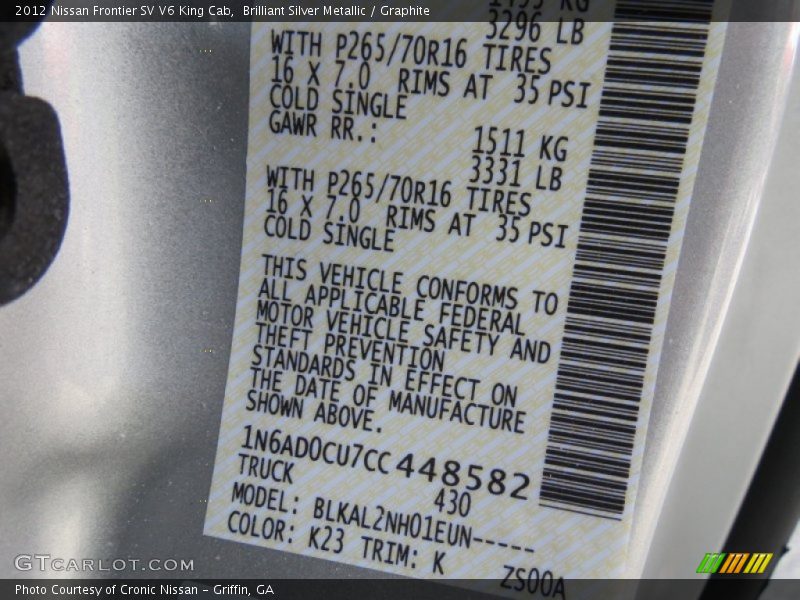 2012 Nissan Frontier SV V6 King Cab,  Brilliant Silver Metallic / Graphite
3296 LB
WITH P265/70R16 TIRES
16 X 7.0 RIMS AT 35 PSI
COLD SINGLE
GAWR RR.:
1511 KG
3331 LB
WITH P265/70R16 TIRES
16 X 7.0 RIMS AT 35 PSI
COLD SINGLE
THIS VEHICLE CONFORMS TO
ALL APPLICABLE FEDERAL
MOTOR VEHICLE SAFETY AND
THEFT PREVENTION
STANDARDS IN EFFECT ON
THE DATE OF MANUFACTURE
SHOWN ABOVE.
1N6AD0CU7CC448582
TRUCK
430
MODEL: BLKAL2NH01EUN-----
COLOR: K23 TRIM: K
ZS00A
GTCARLOT.COM
Photo Courtesy of Cronic Nissan - Griffin, GA